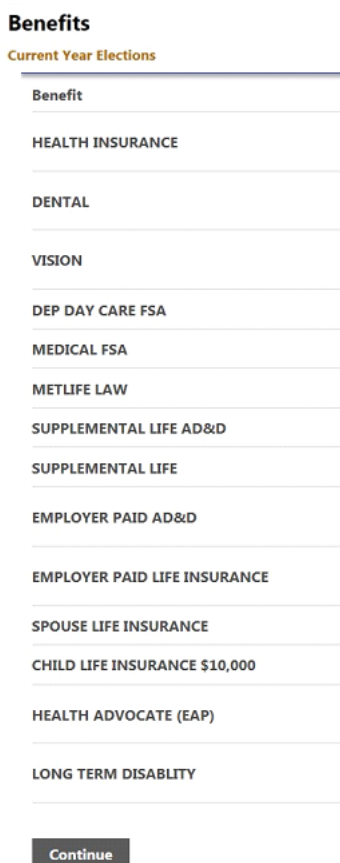 Benefits
Current Year Elections
Benefit
HEALTH INSURANCE
DENTAL
VISION
DEP DAY CARE FSA
MEDICAL FSA
METLIFE LAW
SUPPLEMENTAL LIFE AD&D
SUPPLEMENTAL LIFE
EMPLOYER PAID AD&D
EMPLOYER PAID LIFE INSURANCE
SPOUSE LIFE INSURANCE
CHILD LIFE INSURANCE $10,000
HEALTH ADVOCATE (EAP)
LONG TERM DISABLITY
Continue